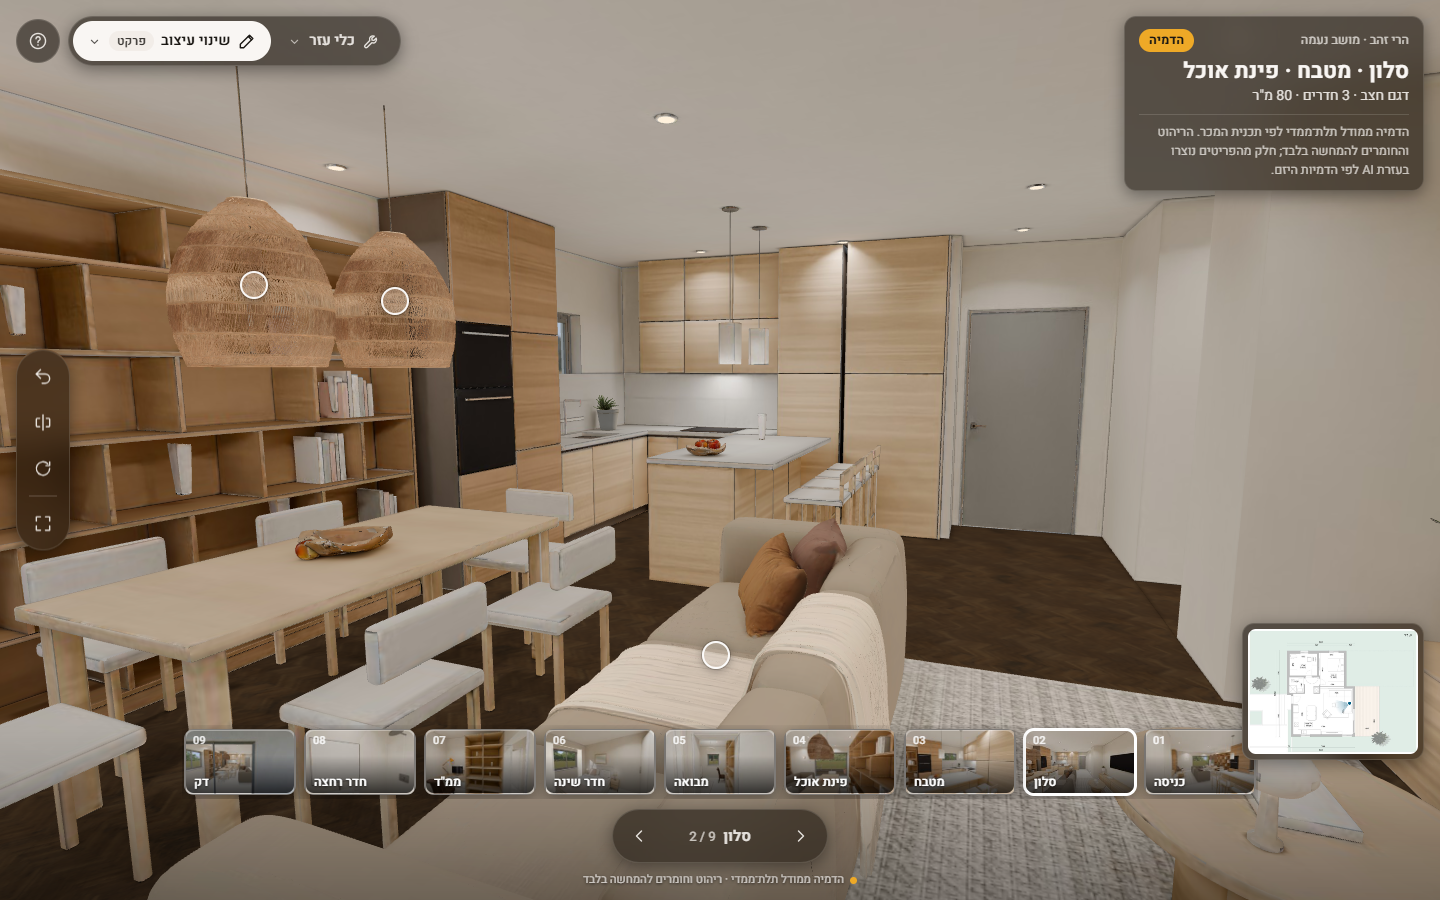 הרי זהב · מושב נעמה
הדמיה
סלון · מטבח · פינת אוכל
דגם חצב · 3 חדרים · 80 מ"ר
הדמיה ממודל תלת־ממדי לפי תכנית המכר. הריהוט
והחומרים להמחשה בלבד; חלק מהפריטים נוצרו
בעזרת AI לפי הדמיות היזם.
כלי עזר
שינוי עיצוב
פרקט
01
כניסה
02
סלון
03
מטבח
04
פינת אוכל
05
מבואה
06
חדר שינה
07
ממ"ד
08
חדר רחצה
09
דק
סלון 2 / 9
הדמיה ממודל תלת־ממדי · ריהוט וחומרים להמחשה בלבד